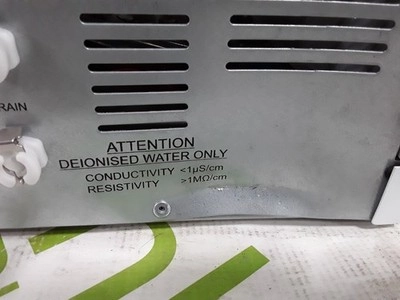 RAIN
ATTENTION
DEIONISED WATER ONLY
CONDUCTIVITY <1µS/cm
RESISTIVITY >1MΩ/cm